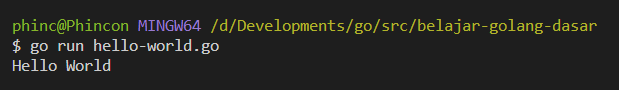 phinc@Phincon MINGW64 /d/Developments/go/src/belajar-golang-dasar
$ go run hello-world.go
Hello World